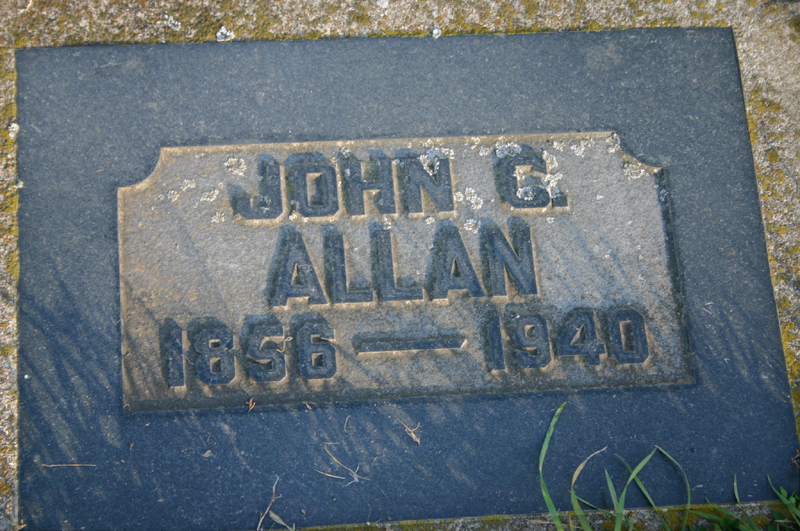 JOHN G.
ALLAN
1856 — 1940